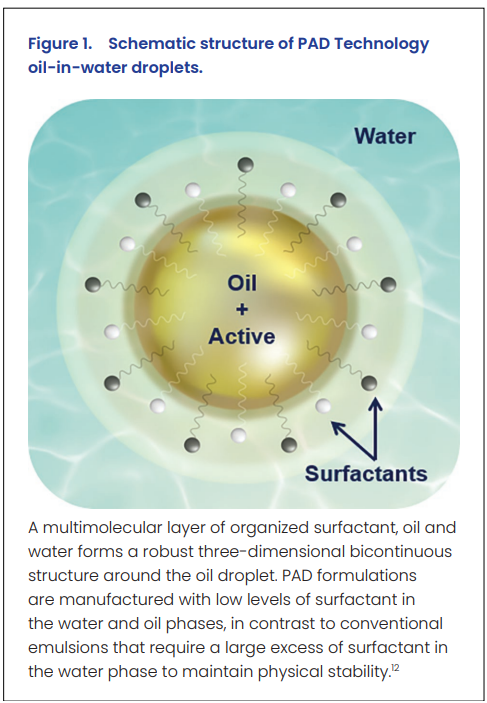 Figure 1. Schematic structure of PAD Technology
oil-in-water droplets.
Water
Oil
+
Active
Surfactants
A multimolecular layer of organized surfactant, oil and
water forms a robust three-dimensional bicontinuous
structure around the oil droplet. PAD formulations
are manufactured with low levels of surfactant in
the water and oil phases, in contrast to conventional
emulsions that require a large excess of surfactant in
the water phase to maintain physical stability.¹²